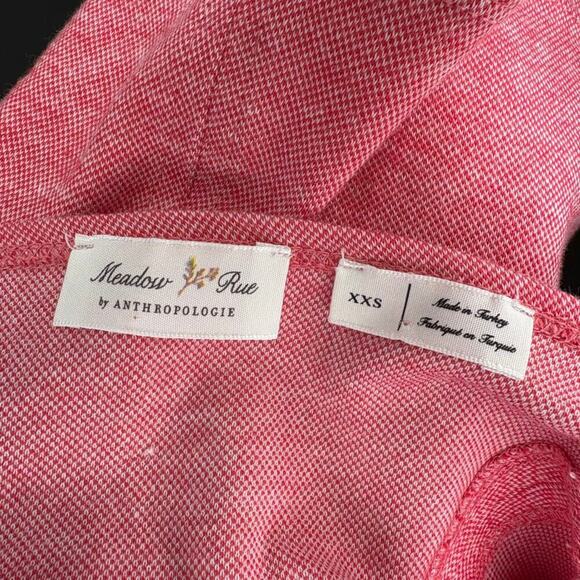 Meadow Rue
by ANTHROPOLOGIE
XXS
Made in Turkey
Fabriqué en Turquie